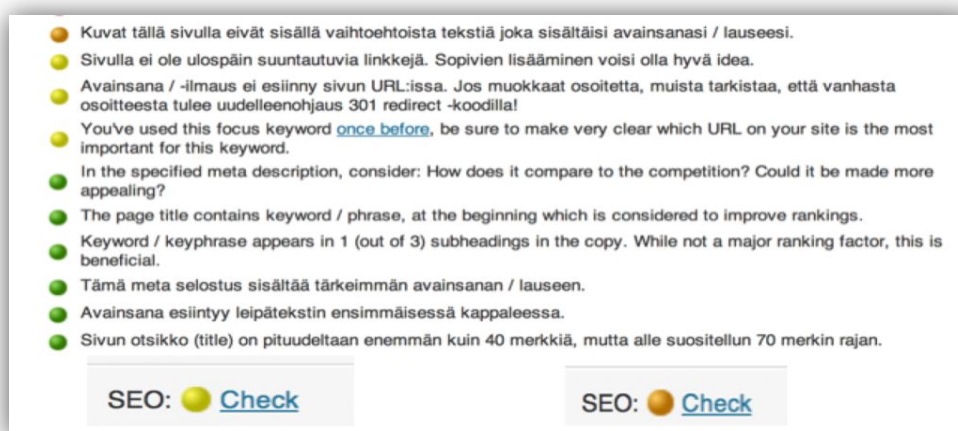 Kuvat tällä sivulla eivät sisällä vaihtoehtoista tekstiä joka sisältäisi avainsanasi / lauseesi.
Sivulla ei ole ulospäin suuntautuvia linkkejä. Sopivien lisääminen voisi olla hyvä idea.
Avainsana / -ilmaus ei esiinny sivun URL:issa. Jos muokkaat osoitetta, muista tarkistaa, että vanhasta
osoitteesta tulee uudelleenohjaus 301 redirect -koodilla!
You've used this focus keyword once before, be sure to make very clear which URL on your site is the most
important for this keyword.
In the specified meta description, consider: How does it compare to the competition? Could it be made more
appealing?
The page title contains keyword / phrase, at the beginning which is considered to improve rankings.
Keyword / keyphrase appears in 1 (out of 3) subheadings in the copy. While not a major ranking factor, this is
beneficial.
Tämä meta selostus sisältää tärkeimmän avainsanan / lauseen.
Avainsana esiintyy leipätekstin ensimmäisessä kappaleessa.
Sivun otsikko (title) on pituudeltaan enemmän kuin 40 merkkiä, mutta alle suositellun 70 merkin rajan.
SEO: Check
SEO: Check